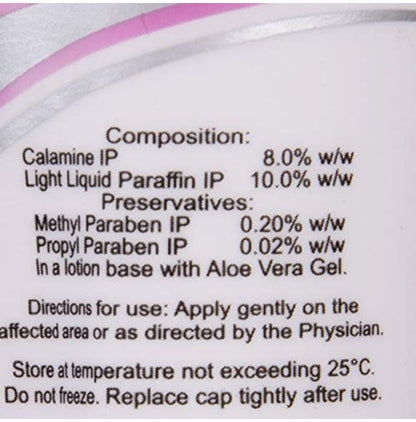 Composition:
Calamine IP 8.0% w/w
Light Liquid Paraffin IP 10.0% w/w
Preservatives:
Methyl Paraben IP 0.20% w/w
Propyl Paraben IP 0.02% w/w
In a lotion base with Aloe Vera Gel.
Directions for use: Apply gently on the
affected area or as directed by the Physician.
Store at temperature not exceeding 25°C.
Do not freeze. Replace cap tightly after use.